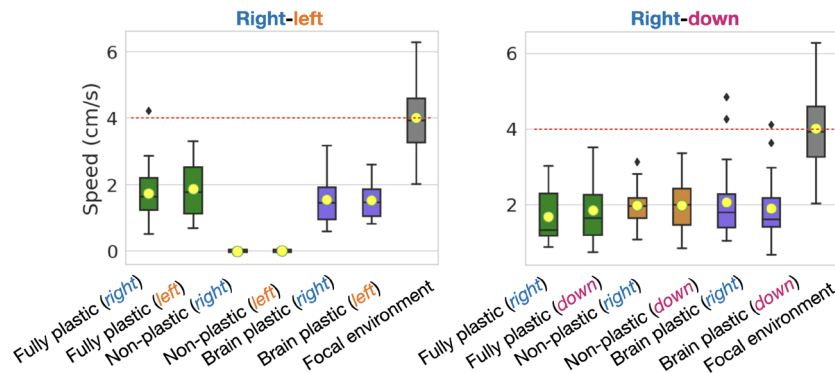 Right-left
Speed (cm/s)
6
4
2
0
Fully plastic (right)
Fully plastic (left)
Non-plastic (right)
Non-plastic (left)
Brain plastic (right)
Brain plastic (left)
Focal environment
Right-down
6
4
2
Fully plastic (right)
Fully plastic (down)
Non-plastic (right)
Non-plastic (down)
Brain plastic (right)
Brain plastic (down)
Focal environment